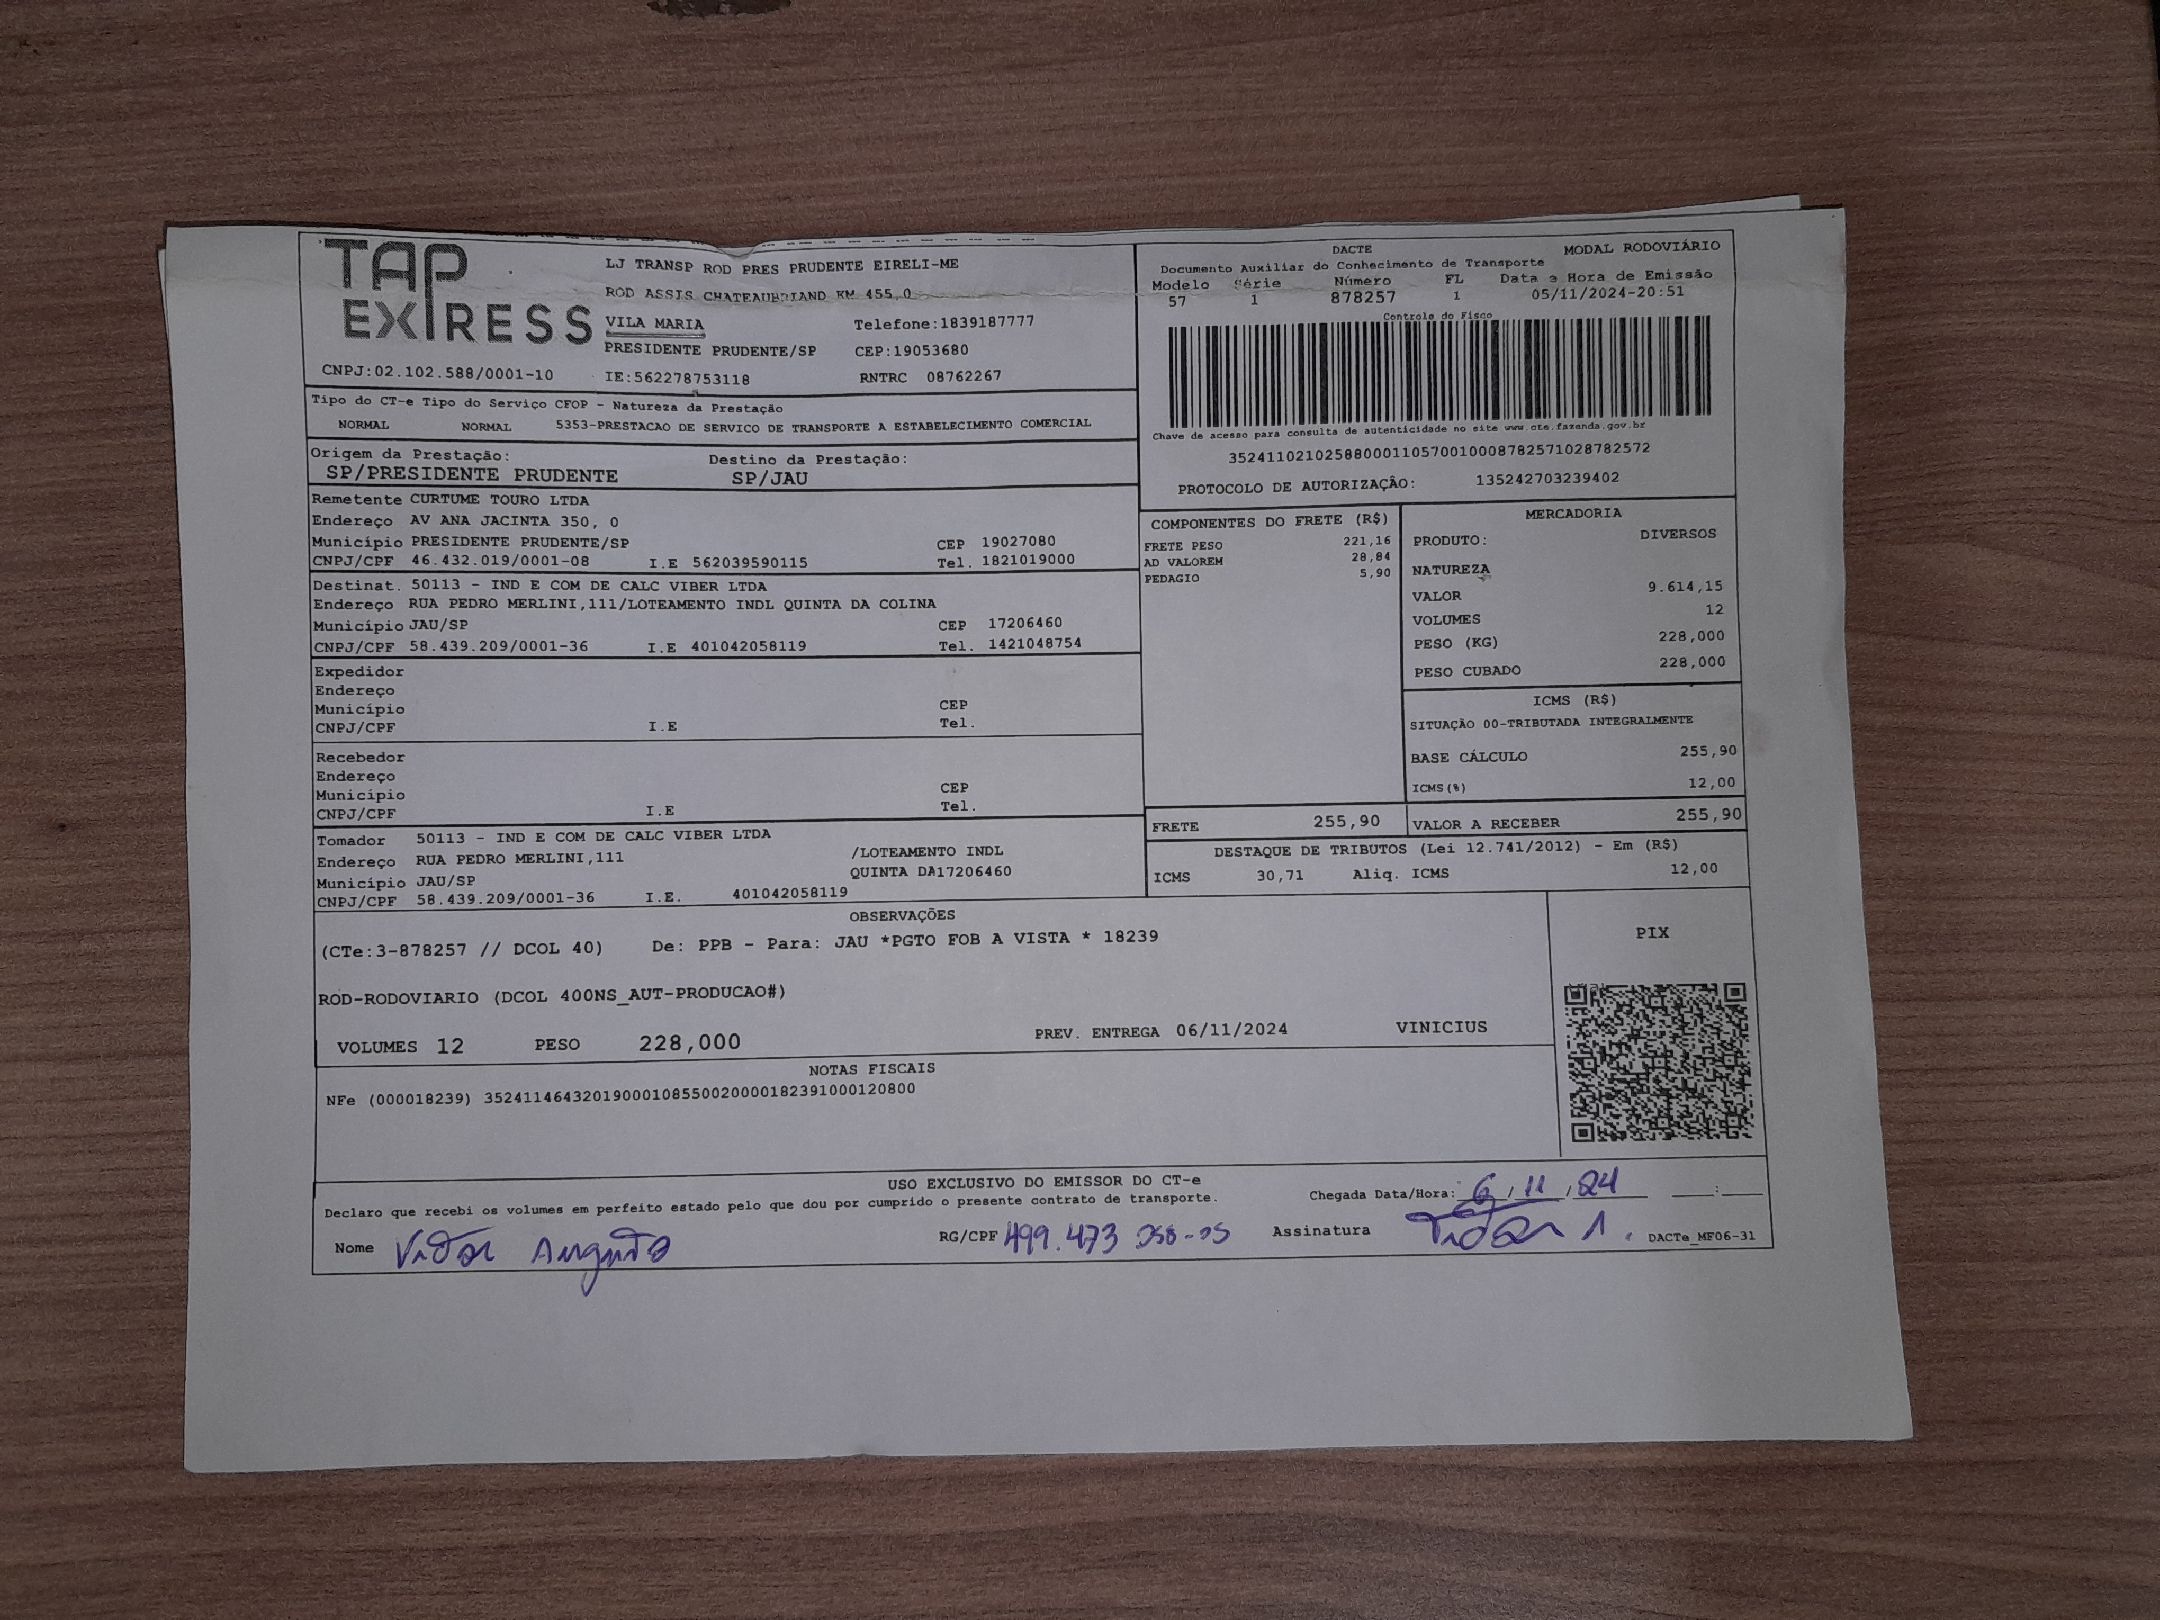 TAP EXPRESS
LJ TRANSP ROD PRES PRUDENTE EIRELI-ME
ROD ASSIS CHATEAUBRIAND KM 455,0
VILA MARIA Telefone:1839187777
PRESIDENTE PRUDENTE/SP CEP:19053680
CNPJ:02.102.588/0001-10 IE:562278753118 RNTRC 08762267
DACTE MODAL RODOVIÁRIO
Documento Auxiliar do Conhecimento de Transporte
Modelo Série Número FL Data e Hora de Emissão
57 1 878257 1 05/11/2024-20:51
Controle do Fisco
Chave de acesso para consulta de autenticidade no site www.cte.fazenda.gov.br
35241102102588000110570010008782571028782572
PROTOCOLO DE AUTORIZAÇÃO: 135242703239402
Tipo do CT-e Tipo do Serviço CFOP - Natureza da Prestação
NORMAL NORMAL 5353-PRESTACAO DE SERVICO DE TRANSPORTE A ESTABELECIMENTO COMERCIAL
Origem da Prestação: Destino da Prestação:
SP/PRESIDENTE PRUDENTE SP/JAU
Remetente CURTUME TOURO LTDA
Endereço AV ANA JACINTA 350, 0
Município PRESIDENTE PRUDENTE/SP CEP 19027080
CNPJ/CPF 46.432.019/0001-08 I.E 562039590115 Tel. 1821019000
Destinat. 50113 - IND E COM DE CALC VIBER LTDA
Endereço RUA PEDRO MERLINI,111/LOTEAMENTO INDL QUINTA DA COLINA
Município JAU/SP CEP 17206460
CNPJ/CPF 58.439.209/0001-36 I.E 401042058119 Tel. 1421048754
Expedidor
Endereço
Município CEP
CNPJ/CPF I.E Tel.
Recebedor
Endereço
Município CEP
CNPJ/CPF I.E Tel.
Tomador 50113 - IND E COM DE CALC VIBER LTDA
Endereço RUA PEDRO MERLINI,111 /LOTEAMENTO INDL
Município JAU/SP QUINTA DA17206460
CNPJ/CPF 58.439.209/0001-36 I.E. 401042058119
COMPONENTES DO FRETE (R$)
FRETE PESO 221,16
AD VALOREM 28,84
PEDAGIO 5,90
MERCADORIA
PRODUTO: DIVERSOS
NATUREZA
VALOR 9.614,15
VOLUMES 12
PESO (KG) 228,000
PESO CUBADO 228,000
ICMS (R$)
SITUAÇÃO 00-TRIBUTADA INTEGRALMENTE
BASE CÁLCULO 255,90
ICMS(%) 12,00
FRETE 255,90 VALOR A RECEBER 255,90
DESTAQUE DE TRIBUTOS (Lei 12.741/2012) - Em (R$)
ICMS 30,71 Aliq. ICMS 12,00
OBSERVAÇÕES
(CTe:3-878257 // DCOL 40) De: PPB - Para: JAU *PGTO FOB A VISTA * 18239
ROD-RODOVIARIO (DCOL 400NS_AUT-PRODUCAO#)
VOLUMES 12 PESO 228,000 PREV. ENTREGA 06/11/2024 VINICIUS
PIX
NOTAS FISCAIS
NFe (000018239) 35241146432019000108550020000182391000120800
USO EXCLUSIVO DO EMISSOR DO CT-e
Declaro que recebi os volumes em perfeito estado pelo que dou por cumprido o presente contrato de transporte. Chegada Data/Hora: 6/11/24 __:__
Nome RG/CPF 499.473 Assinatura DACTe_MF06-31